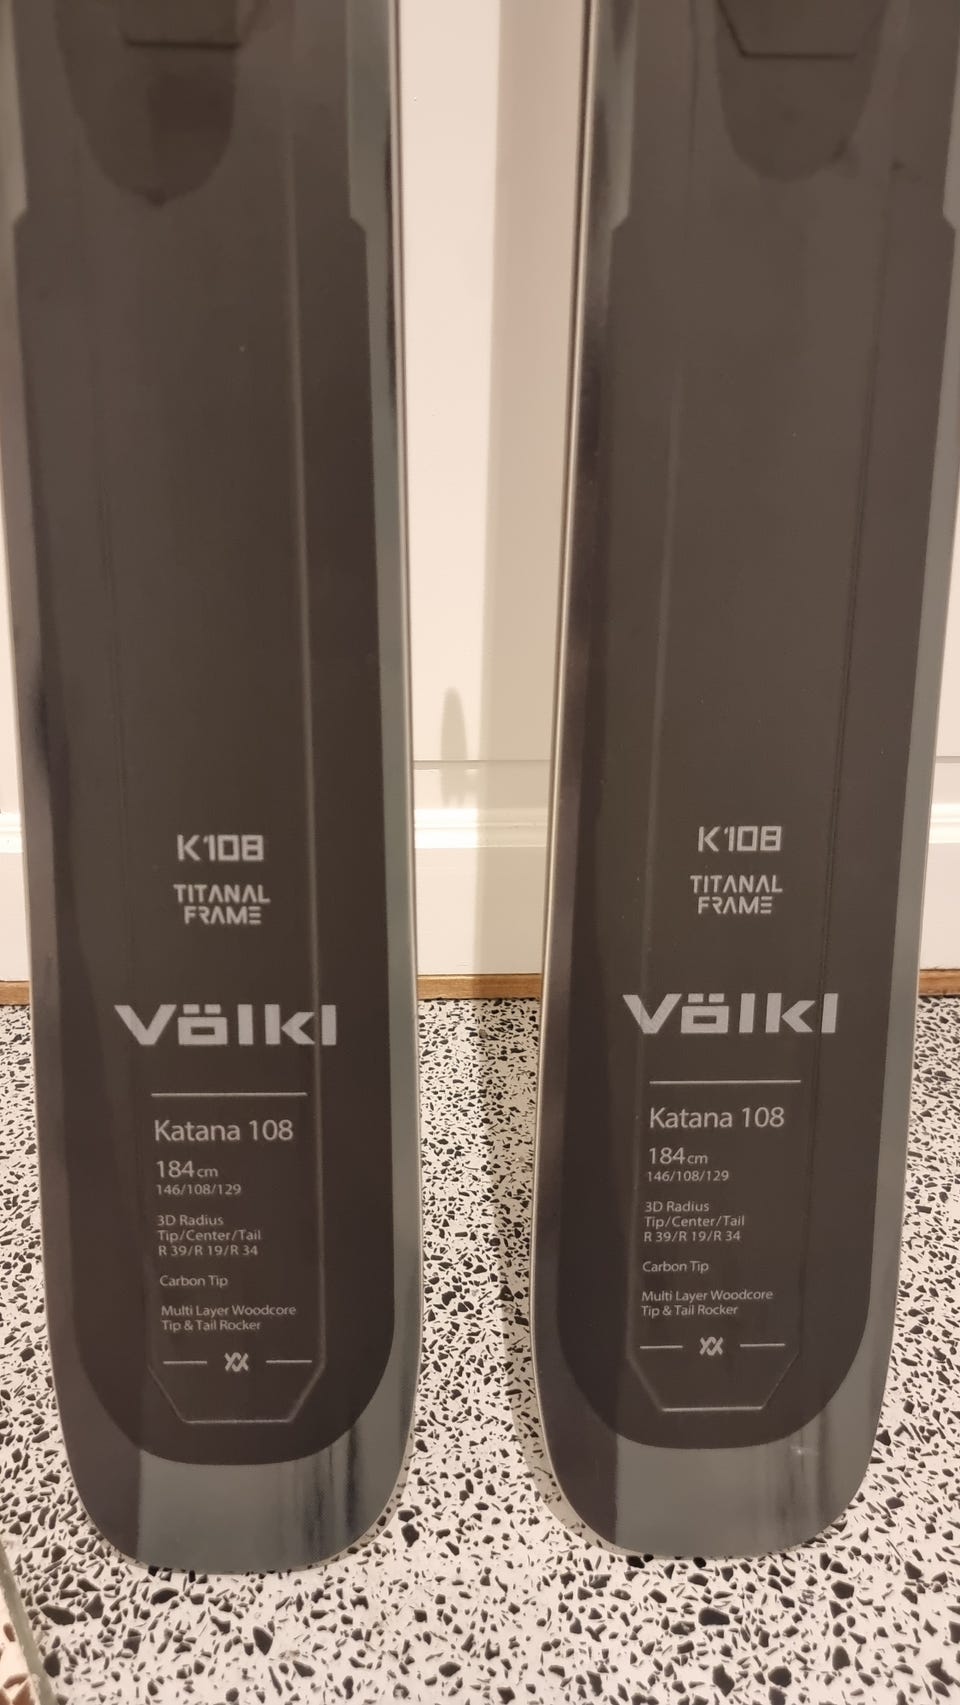 K108
TITANAL
FRAME
Völkl
Katana 108
184cm
146/108/129
3D Radius
Tip/Center/Tail
R 39/R 19/R 34
Carbon Tip
Multi Layer Woodcore
Tip & Tail Rocker
K108
TITANAL
FRAME
Völkl
Katana 108
184cm
146/108/129
3D Radius
Tip/Center/Tail
R 39/R 19/R 34
Carbon Tip
Multi Layer Woodcore
Tip & Tail Rocker